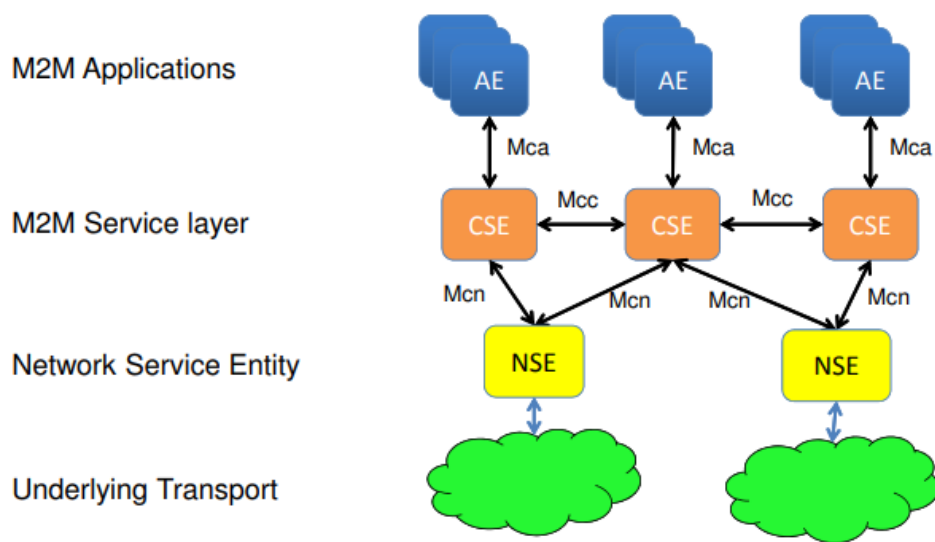 M2M Applications
AE
AE
AE
Mca
Mca
Mca
M2M Service layer
CSE
Mcc
CSE
Mcc
CSE
Mcn
Mcn
Mcn
Mcn
Network Service Entity
NSE
NSE
Underlying Transport